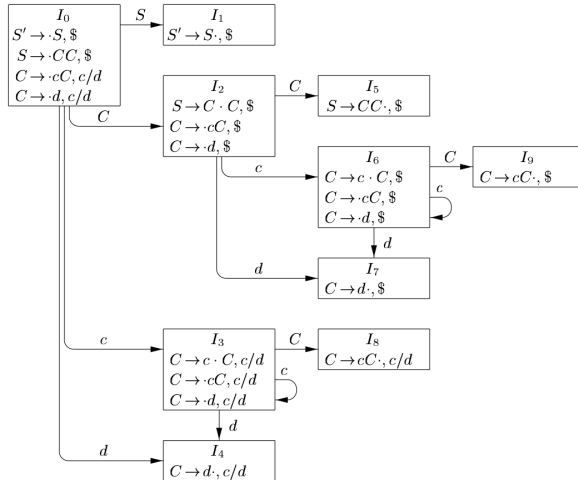 I₀
S' → ·S, $
S → ·CC, $
C → ·cC, c/d
C → ·d, c/d
S
I₁
S' → S·, $
C
I₂
S → C · C, $
C → ·cC, $
C → ·d, $
C
I₅
S → CC·, $
c
I₆
C → c · C, $
C → ·cC, $
C → ·d, $
C
I₉
C → cC·, $
c
d
d
I₇
C → d·, $
c
I₃
C → c · C, c/d
C → ·cC, c/d
C → ·d, c/d
C
I₈
C → cC·, c/d
c
d
d
I₄
C → d·, c/d